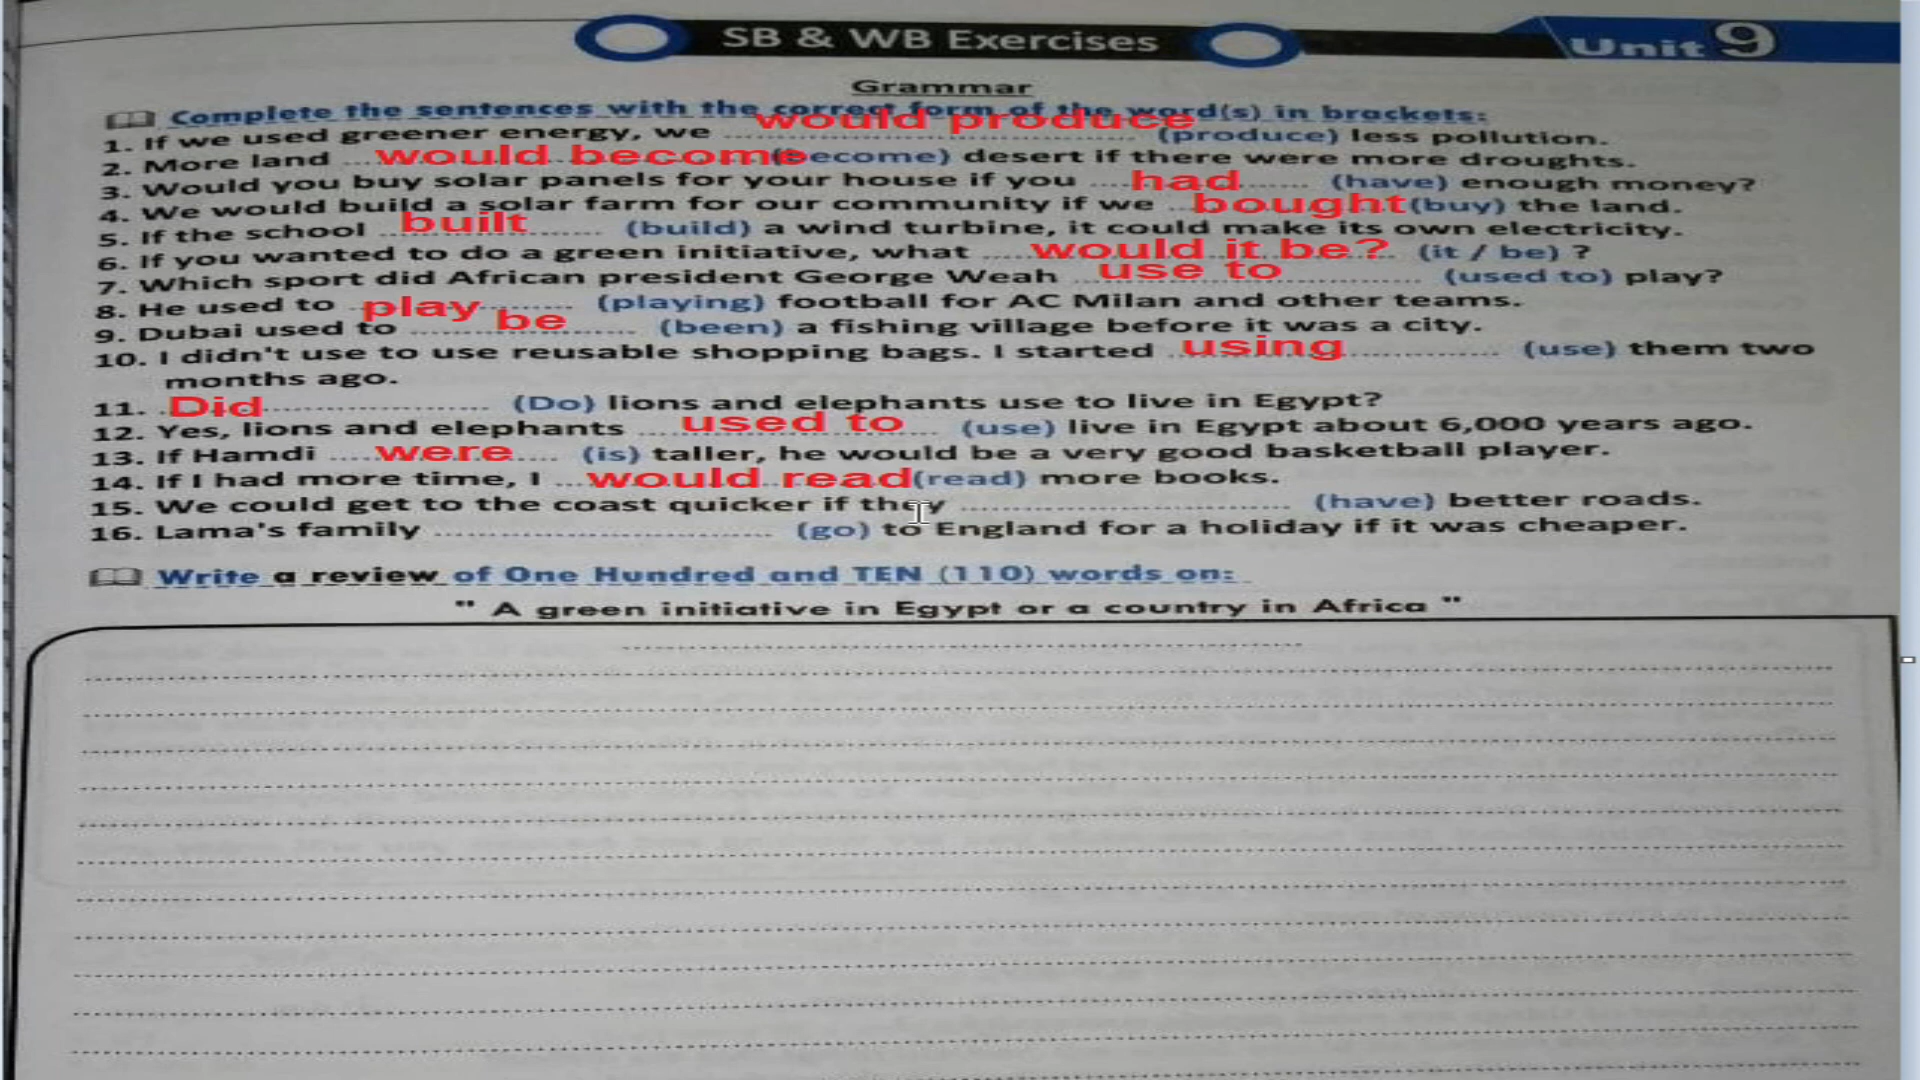 SB & WB Exercises
Unit 9
Grammar
Complete the sentences with the correct form of the word(s) in brackets:
1. If we used greener energy, we would produce (produce) less pollution.
2. More land would become (become) desert if there were more droughts.
3. Would you buy solar panels for your house if you had (have) enough money?
4. We would build a solar farm for our community if we bought (buy) the land.
5. If the school built (build) a wind turbine, it could make its own electricity.
6. If you wanted to do a green initiative, what would it be? (it / be) ?
7. Which sport did African president George Weah use to (used to) play?
8. He used to play (playing) football for AC Milan and other teams.
9. Dubai used to be (been) a fishing village before it was a city.
10. I didn't use to use reusable shopping bags. I started using (use) them two
months ago.
11. Did (Do) lions and elephants use to live in Egypt?
12. Yes, lions and elephants used to (use) live in Egypt about 6,000 years ago.
13. If Hamdi were (is) taller, he would be a very good basketball player.
14. If I had more time, I would read (read) more books.
15. We could get to the coast quicker if they (have) better roads.
16. Lama's family (go) to England for a holiday if it was cheaper.
Write a review of One Hundred and TEN (110) words on:
" A green initiative in Egypt or a country in Africa "